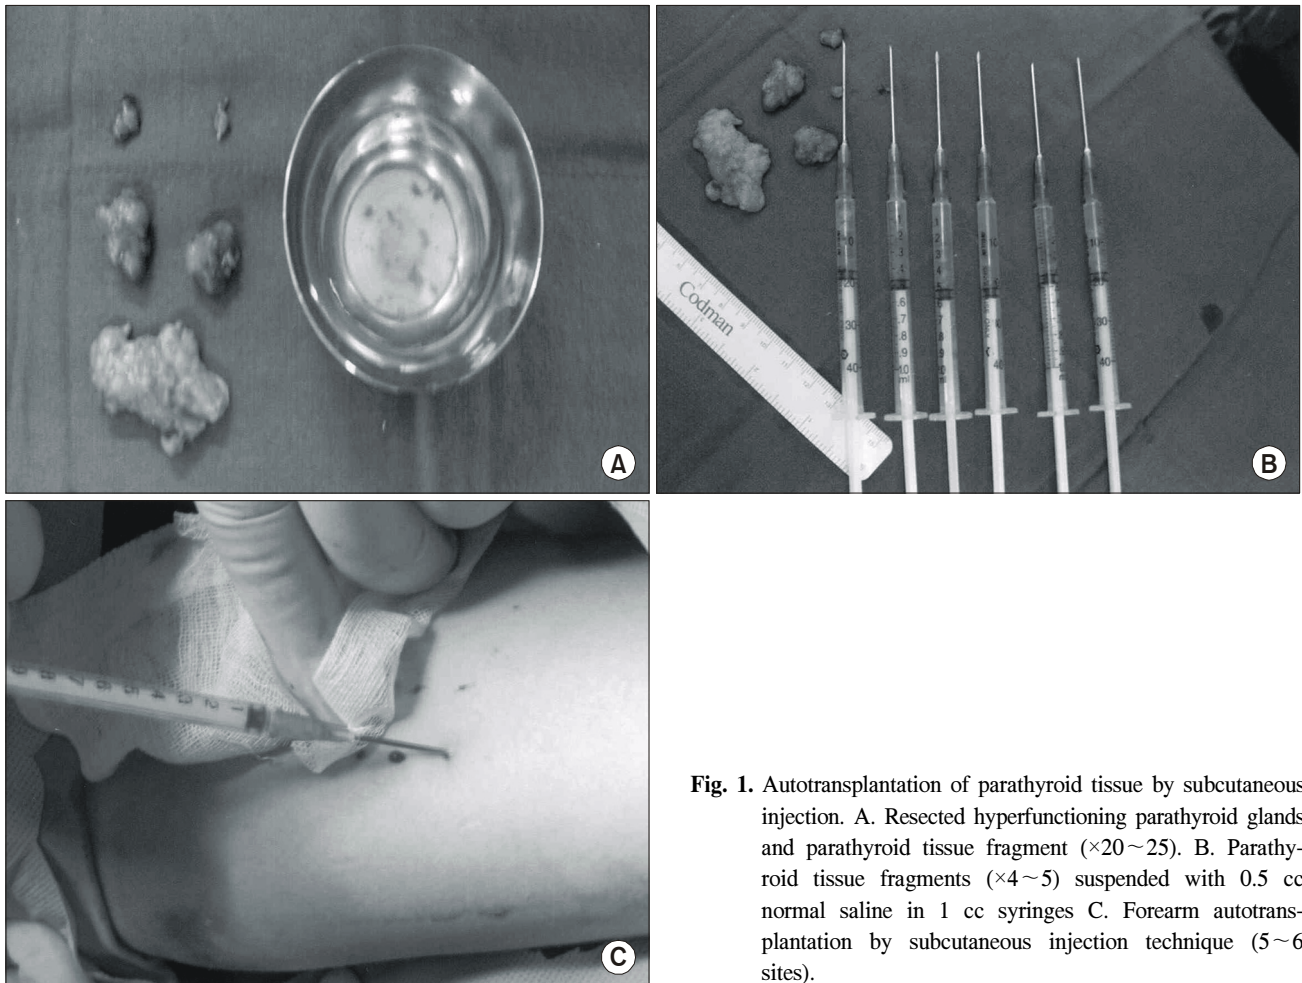 A
B
Codman
C
Fig. 1. Autotransplantation of parathyroid tissue by subcutaneous
injection. A. Resected hyperfunctioning parathyroid glands
and parathyroid tissue fragment (×20~25). B. Parathy-
roid tissue fragments (×4~5) suspended with 0.5 cc
normal saline in 1 cc syringes C. Forearm autotrans-
plantation by subcutaneous injection technique (5~6
sites).